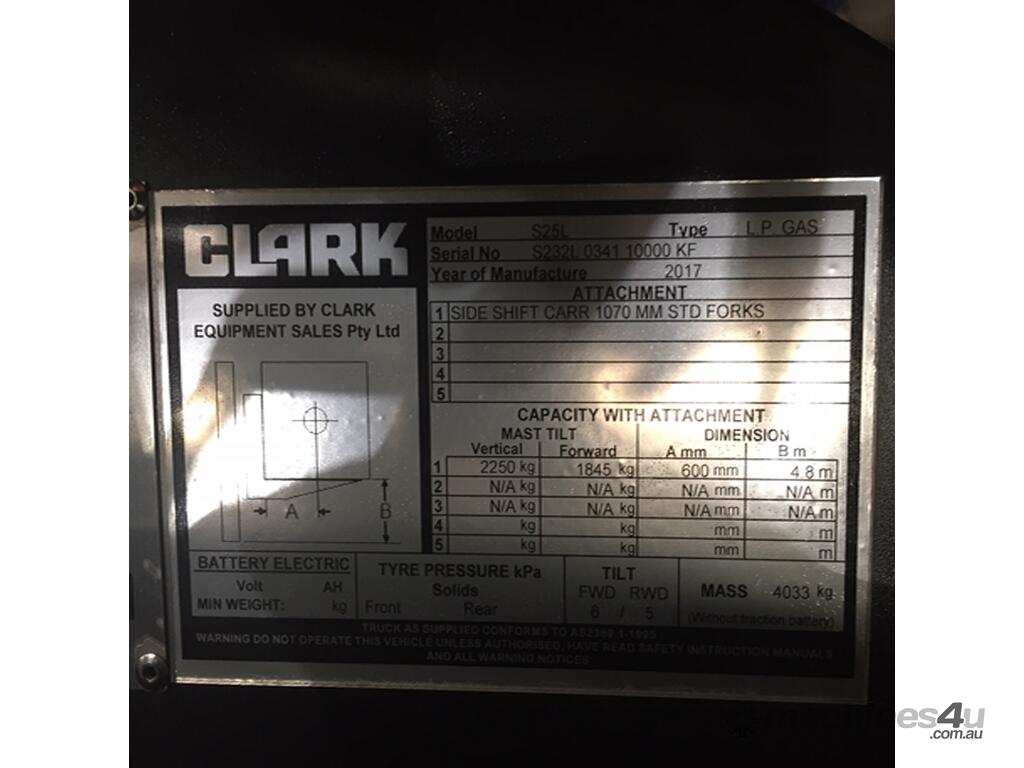 CLARK
SUPPLIED BY CLARK
EQUIPMENT SALES Pty Ltd
A
B
Model S25L Type L.P. GAS
Serial No S232L 0341 10000 KF
Year of Manufacture 2017
ATTACHMENT
1 SIDE SHIFT CARR 1070 MM STD FORKS
2
3
4
5
CAPACITY WITH ATTACHMENT
MAST TILT DIMENSION
Vertical Forward A mm B m
1 2250 kg 1845 kg 600 mm 4.8 m
2 N/A kg N/A kg N/A mm N/A m
3 N/A kg N/A kg N/A mm N/A m
4 kg kg mm m
5 kg kg mm m
BATTERY ELECTRIC
Volt AH
MIN WEIGHT: kg
TYRE PRESSURE kPa
Solids
Front Rear
TILT
FWD RWD
6 / 5
MASS 4033 kg
(Without traction battery)
TRUCK AS SUPPLIED CONFORMS TO AS2359.1-1995
WARNING DO NOT OPERATE THIS VEHICLE UNLESS AUTHORISED, HAVE READ SAFETY INSTRUCTION MANUALS
AND ALL WARNING NOTICES
machines4u
.com.au